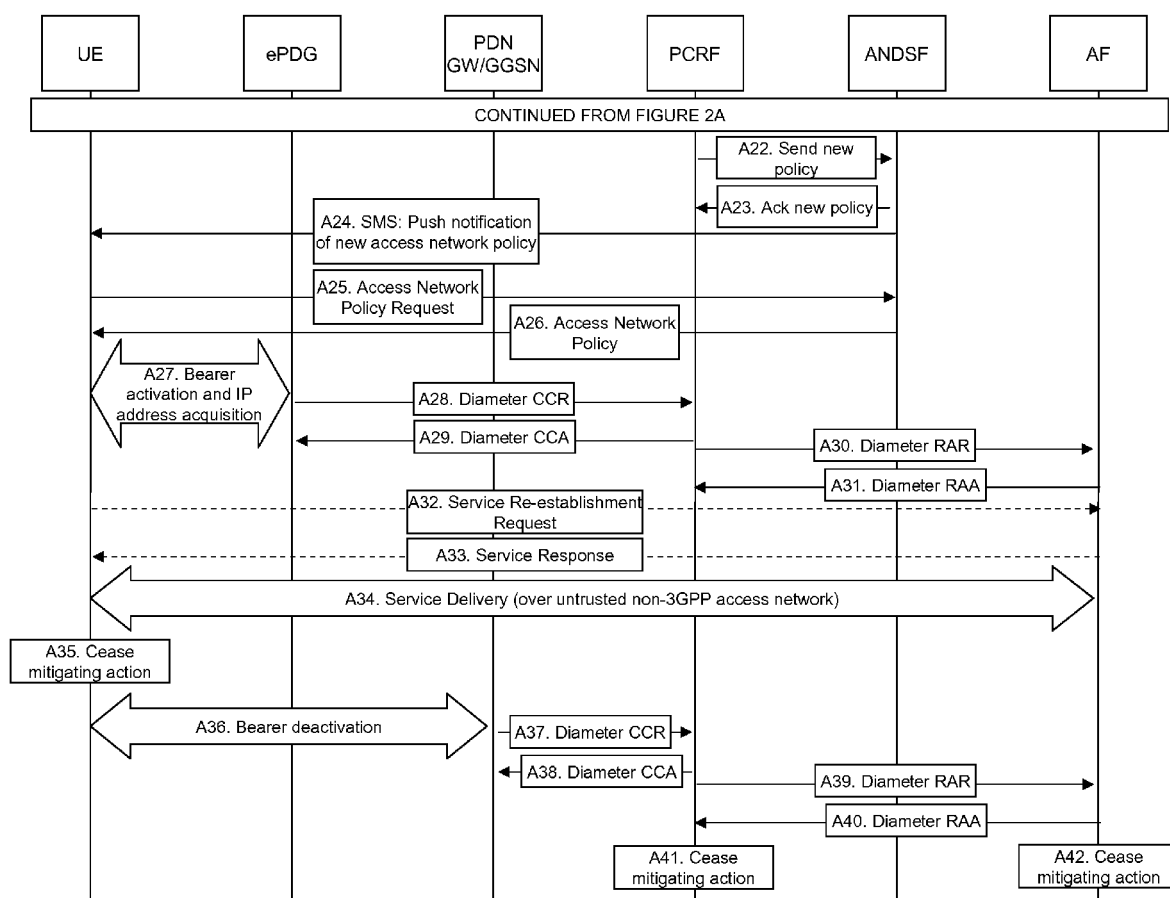 UE
ePDG
PDN
GW/GGSN
PCRF
ANDSF
AF
CONTINUED FROM FIGURE 2A
A22. Send new
policy
A23. Ack new policy
A24. SMS: Push notification
of new access network policy
A25. Access Network
Policy Request
A26. Access Network
Policy
A27. Bearer
activation and IP
address acquisition
A28. Diameter CCR
A29. Diameter CCA
A30. Diameter RAR
A31. Diameter RAA
A32. Service Re-establishment
Request
A33. Service Response
A34. Service Delivery (over untrusted non-3GPP access network)
A35. Cease
mitigating action
A36. Bearer deactivation
A37. Diameter CCR
A38. Diameter CCA
A39. Diameter RAR
A40. Diameter RAA
A41. Cease
mitigating action
A42. Cease
mitigating action